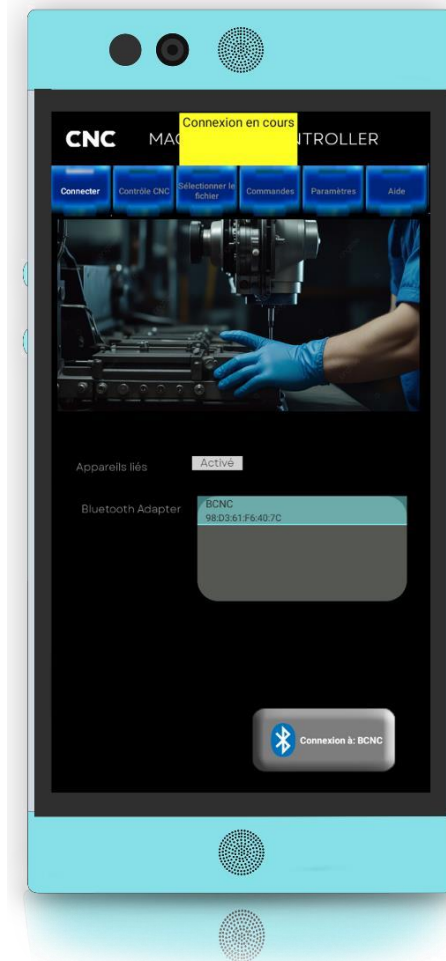 Connexion en cours
CNC MAC NTROLLER
Connecter
Contrôle CNC
Sélectionner le
fichier
Commandes
Paramètres
Aide
Appareils liés
Activé
Bluetooth Adapter
BCNC
98:D3:61:F6:40:7C
Connexion à: BCNC